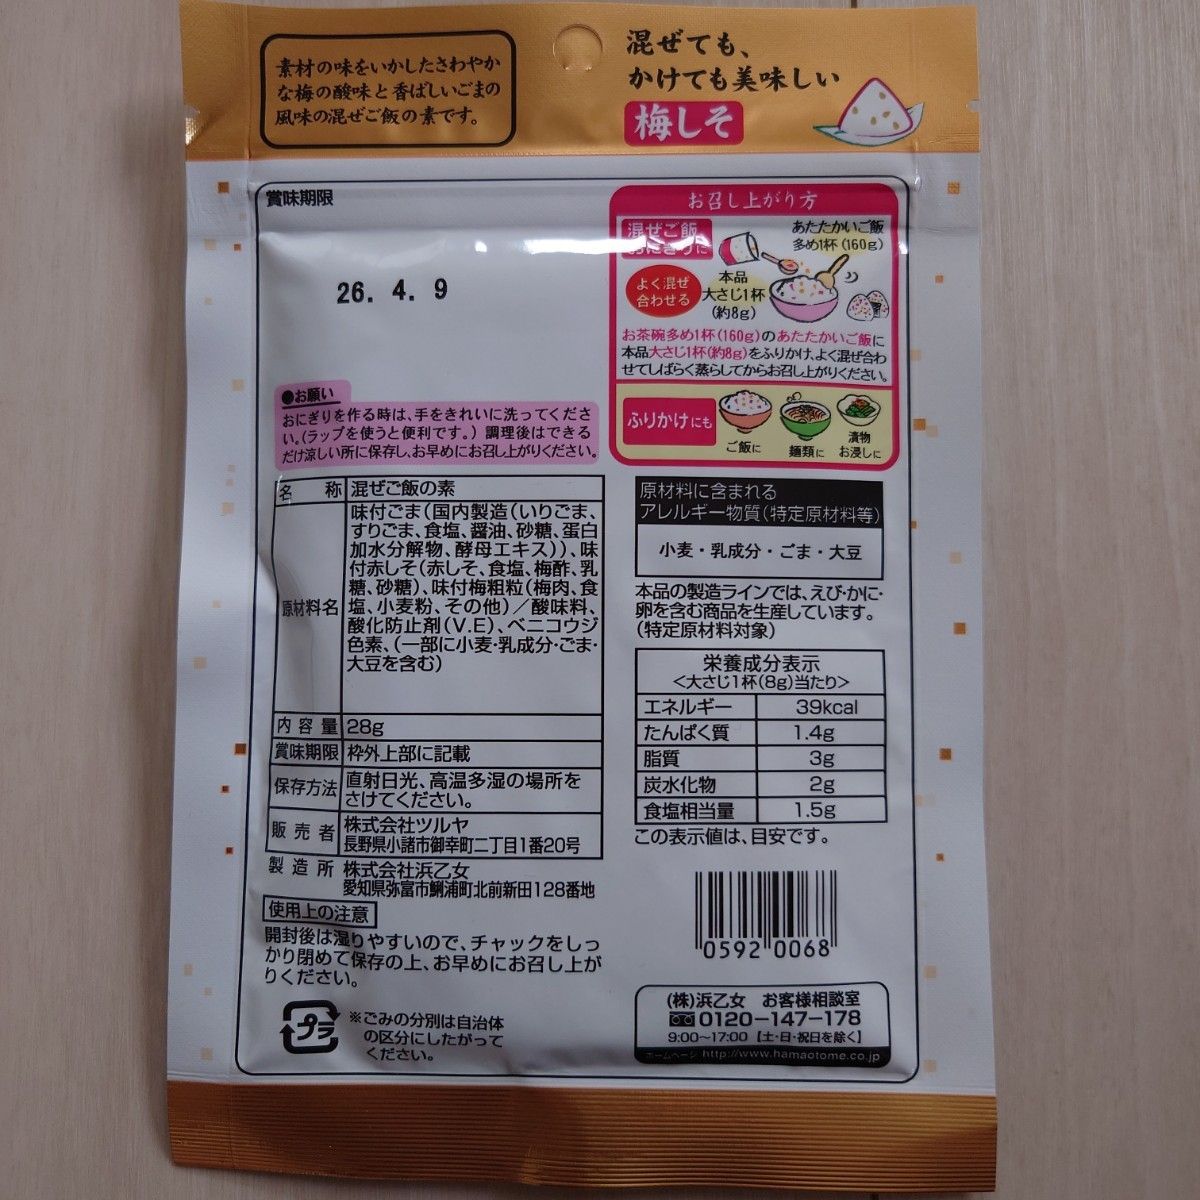 素材の味をいかしたさわやか
な梅の酸味と香ばしいごまの
風味の混ぜご飯の素です。
混ぜても、
かけても美味しい
梅しそ
賞味期限
26. 4. 9
●お願い
おにぎりを作る時は、手をきれいに洗ってくださ
い。(ラップを使うと便利です。)調理後はできる
だけ涼しい所に保存し、お早めにお召し上がりください。
お召し上がり方
混ぜご飯
おにぎりに
あたたかいご飯
多め1杯(160g)
よく混ぜ
合わせる
本品
大さじ1杯
(約8g)
お茶碗多め1杯(160g)のあたたかいご飯に
本品大さじ1杯(約8g)をふりかけ、よく混ぜ合わ
せてしばらく蒸らしてからお召し上がりください。
ふりかけにも
ご飯に
麺類に
漬物
お浸しに
名 称 混ぜご飯の素
原材料名
味付ごま(国内製造(いりごま、
すりごま、食塩、醤油、砂糖、蛋白
加水分解物、酵母エキス))、味
付赤しそ(赤しそ、食塩、梅酢、乳
糖、砂糖)、味付梅粗粒(梅肉、食
塩、小麦粉、その他)/酸味料、
酸化防止剤(V.E)、ベニコウジ
色素、(一部に小麦・乳成分・ごま・
大豆を含む)
内容量 28g
賞味期限 枠外上部に記載
保存方法 直射日光、高温多湿の場所を
さけてください。
販売者 株式会社ツルヤ
長野県小諸市御幸町二丁目1番20号
製造所 株式会社浜乙女
愛知県弥富市鯏浦町北前新田128番地
使用上の注意
開封後は湿りやすいので、チャックをしっ
かり閉めて保存の上、お早めにお召し上が
りください。
プラ
※ごみの分別は自治体
の区分にしたがって
ください。
原材料に含まれる
アレルギー物質(特定原材料等)
小麦・乳成分・ごま・大豆
本品の製造ラインでは、えび・かに・
卵を含む商品を生産しています。
(特定原材料対象)
栄養成分表示
<大さじ1杯(8g)当たり>
エネルギー 39kcal
たんぱく質 1.4g
脂質 3g
炭水化物 2g
食塩相当量 1.5g
この表示値は、目安です。
0592 0068
(株)浜乙女 お客様相談室
0120-147-178
9:00~17:00 【土・日・祝日を除く】
ホームページ http://www.hamaotome.co.jp